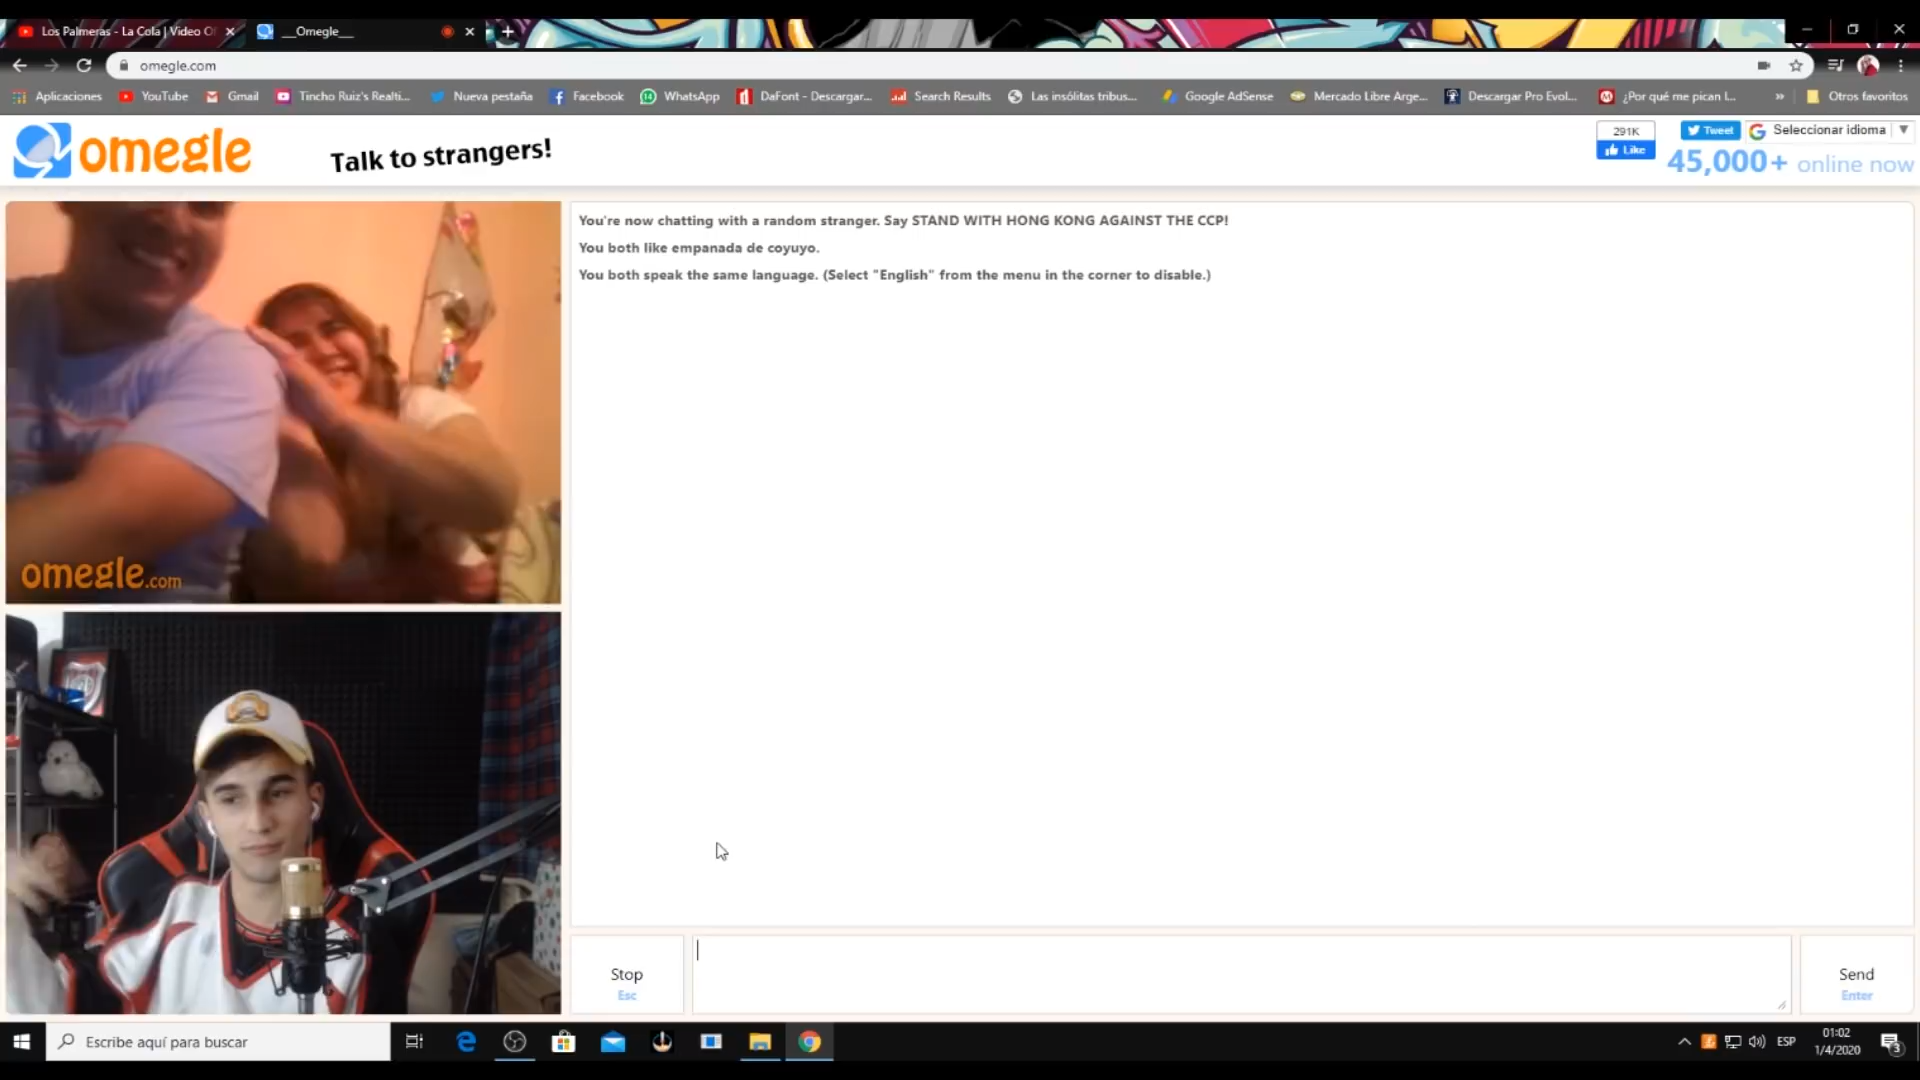 Los Palmeras - La Cola | Video Of
__Omegle__
omegle.com
Aplicaciones
YouTube
Gmail
Tincho Ruiz's Realti...
Nueva pestaña
Facebook
WhatsApp
DaFont - Descargar...
Search Results
Las insólitas tribus...
Google AdSense
Mercado Libre Arge...
Descargar Pro Evol...
¿Por qué me pican l...
»
Otros favoritos
omegle
Talk to strangers!
291K
Like
Tweet
Seleccionar idioma
45,000+ online now
You're now chatting with a random stranger. Say STAND WITH HONG KONG AGAINST THE CCP!
You both like empanada de coyuyo.
You both speak the same language. (Select "English" from the menu in the corner to disable.)
omegle.com
Stop
Esc
Send
Enter
Escribe aquí para buscar
ESP
01:02
1/4/2020
3